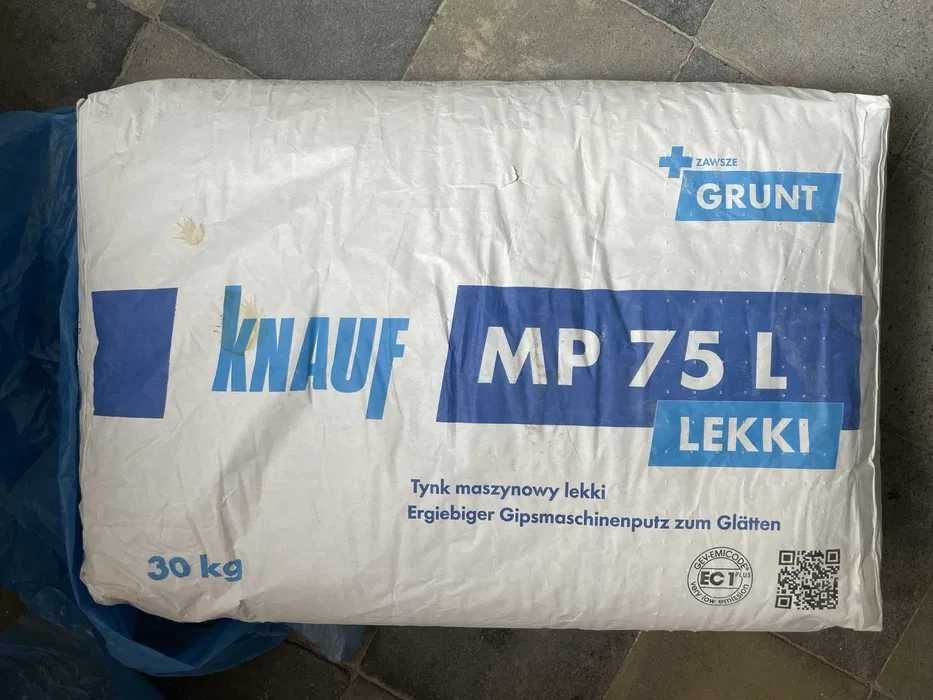 ZAWSZE
GRUNT
KNAUF
MP 75 L
LEKKI
Tynk maszynowy lekki
Ergiebiger Gipsmaschinenputz zum Glätten
30 kg
GEV-EMICODE®
EC 1 PLUS
very low emission